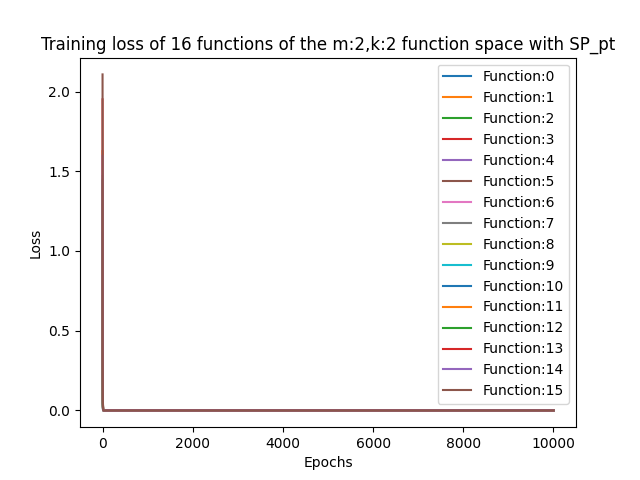 Training loss of 16 functions of the m:2,k:2 function space with SP_pt
Loss
2.0
1.5
1.0
0.5
0.0
0
2000
4000
6000
8000
10000
Epochs
Function:0
Function:1
Function:2
Function:3
Function:4
Function:5
Function:6
Function:7
Function:8
Function:9
Function:10
Function:11
Function:12
Function:13
Function:14
Function:15